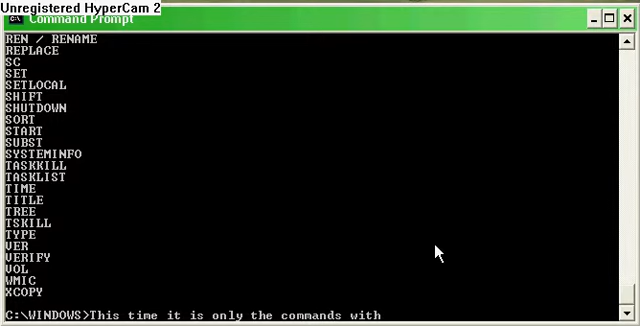 Unregistered HyperCam 2
Command Prompt
REN / RENAME
REPLACE
SC
SET
SETLOCAL
SHIFT
SHUTDOWN
SORT
START
SUBST
SYSTEMINFO
TASKKILL
TASKLIST
TIME
TITLE
TREE
TSKILL
TYPE
VER
VERIFY
VOL
WMIC
XCOPY
C:\WINDOWS>This time it is only the commands with